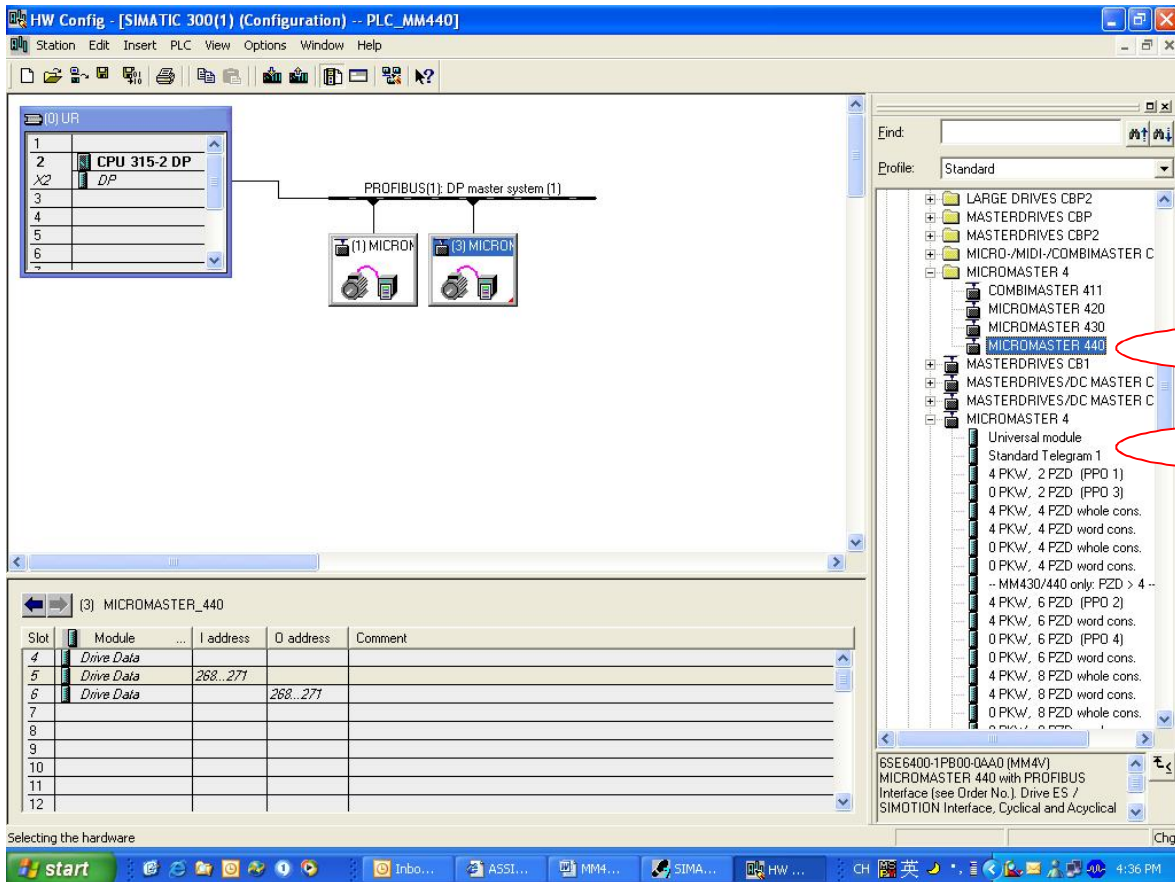 HW Config - [SIMATIC 300(1) (Configuration) -- PLC_MM440]
Station Edit Insert PLC View Options Window Help
(0) UR
1
2 CPU 315-2 DP
X2 DP
3
4
5
6
PROFIBUS(1): DP master system (1)
(1) MICRON
(3) MICRON
Find:
Profile: Standard
LARGE DRIVES CBP2
MASTERDRIVES CBP
MASTERDRIVES CBP2
MICRO-/MIDI-/COMBIMASTER C
MICROMASTER 4
COMBIMASTER 411
MICROMASTER 420
MICROMASTER 430
MICROMASTER 440
MASTERDRIVES CB1
MASTERDRIVES/DC MASTER C
MASTERDRIVES/DC MASTER C
MICROMASTER 4
Universal module
Standard Telegram 1
4 PKW, 2 PZD (PPO 1)
0 PKW, 2 PZD (PPO 3)
4 PKW, 4 PZD whole cons.
4 PKW, 4 PZD word cons.
0 PKW, 4 PZD whole cons.
0 PKW, 4 PZD word cons.
-- MM430/440 only: PZD > 4 --
4 PKW, 6 PZD (PPO 2)
4 PKW, 6 PZD word cons.
0 PKW, 6 PZD (PPO 4)
0 PKW, 6 PZD word cons.
4 PKW, 8 PZD whole cons.
4 PKW, 8 PZD word cons.
0 PKW, 8 PZD whole cons.
(3) MICROMASTER_440
Slot Module ... I address O address Comment
4 Drive Data
5 Drive Data 268...271
6 Drive Data 268...271
7
8
9
10
11
12
6SE6400-1PB00-0AA0 (MM4V)
MICROMASTER 440 with PROFIBUS
Interface (see Order No.). Drive ES /
SIMOTION Interface, Cyclical and Acyclical
Selecting the hardware
Chg
start Inbo... ASSI... MM4... SIMA... HW ... CH 英 4:36 PM